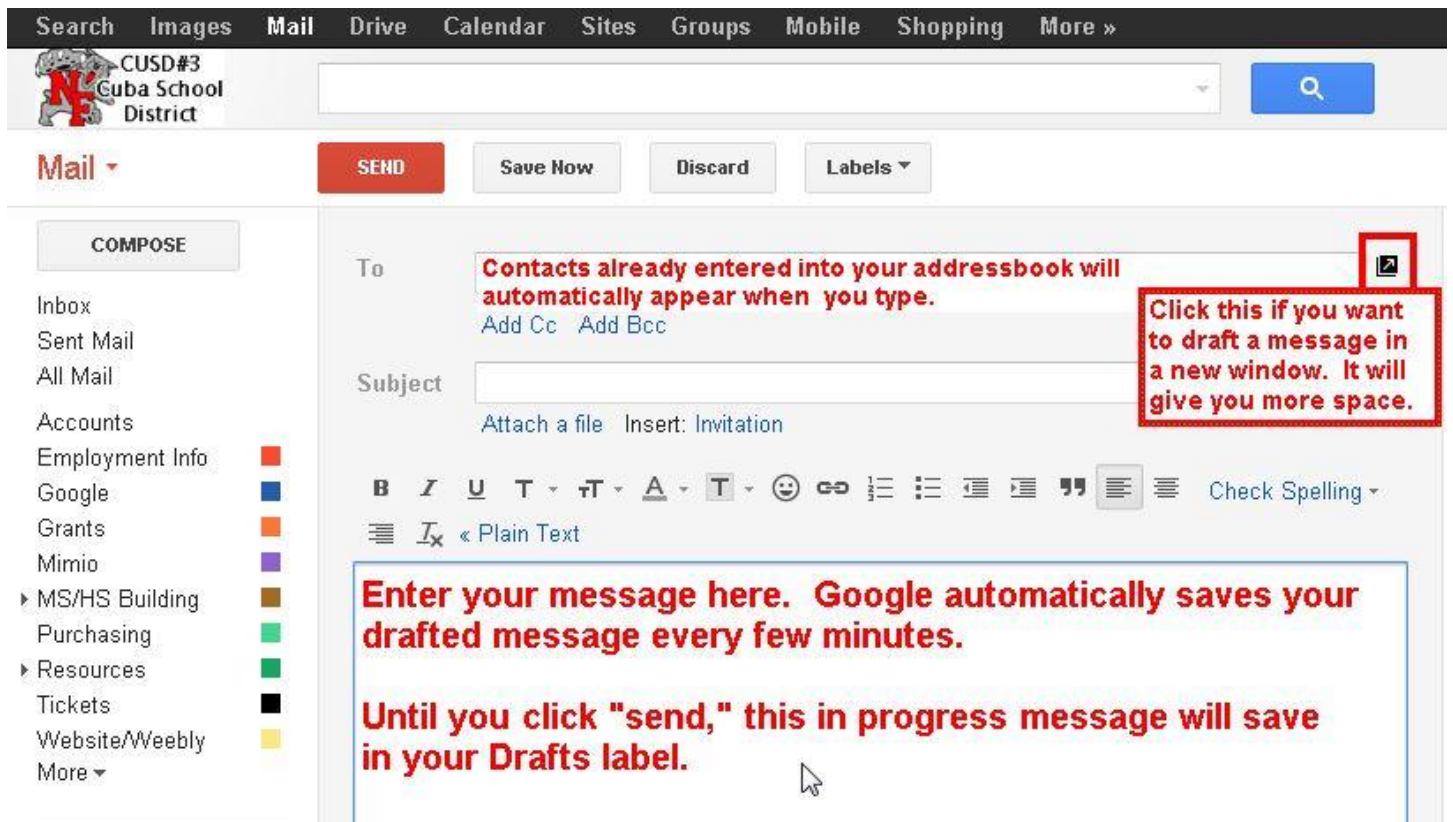 Search Images Mail Drive Calendar Sites Groups Mobile Shopping More »
CUSD#3
Cuba School
District
Mail
SEND Save Now Discard Labels
COMPOSE
Inbox
Sent Mail
All Mail
Accounts
Employment Info
Google
Grants
Mimio
MS/HS Building
Purchasing
Resources
Tickets
Website/Weebly
More
To
Contacts already entered into your addressbook will
automatically appear when you type.
Add Cc Add Bcc
Click this if you want
to draft a message in
a new window. It will
give you more space.
Subject
Attach a file Insert: Invitation
B I U T TT A T Check Spelling
Tx « Plain Text
Enter your message here. Google automatically saves your
drafted message every few minutes.
Until you click "send," this in progress message will save
in your Drafts label.